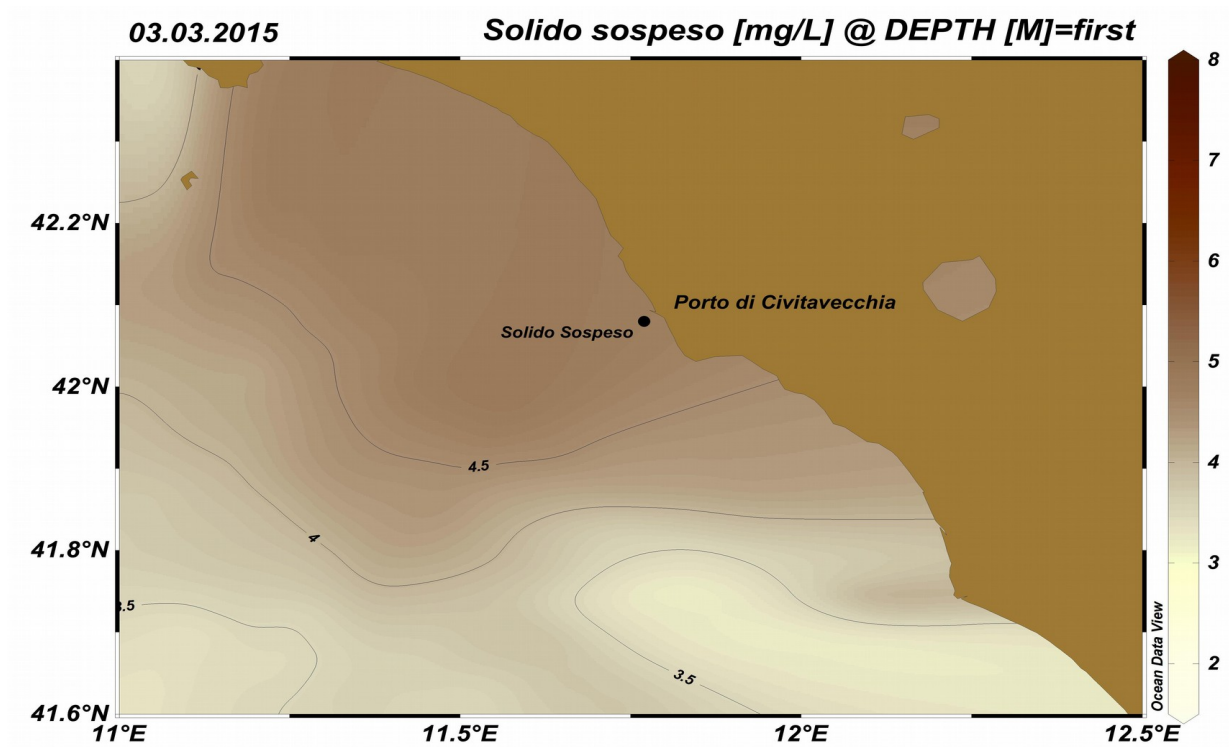 03.03.2015
Solido sospeso [mg/L] @ DEPTH [M]=first
8
7
42.2°N
6
Porto di Civitavecchia
Solido Sospeso
5
42°N
4.5
4
4
41.8°N
3
3.5
3.5
2
Ocean Data View
41.6°N
11°E
11.5°E
12°E
12.5°E